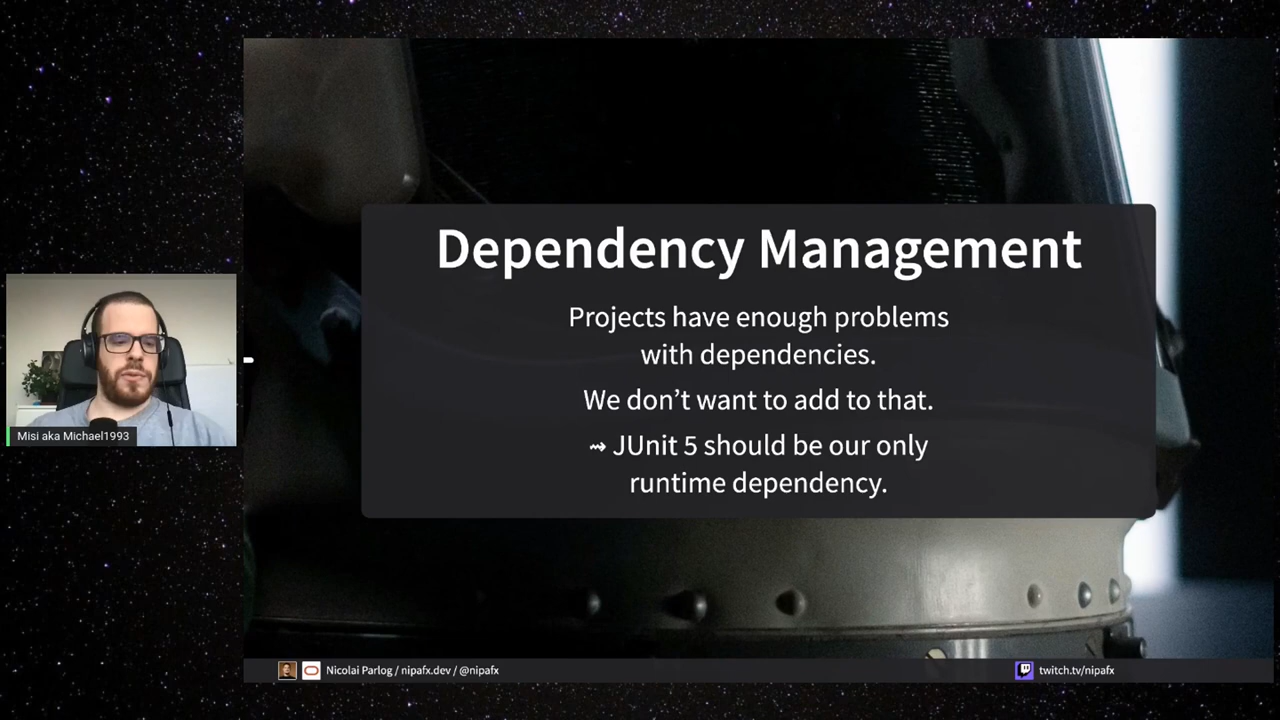 Dependency Management
Projects have enough problems
with dependencies.
We don’t want to add to that.
⇝ JUnit 5 should be our only
runtime dependency.
Misi aka Michael1993
Nicolai Parlog / nipafx.dev / @nipafx
twitch.tv/nipafx